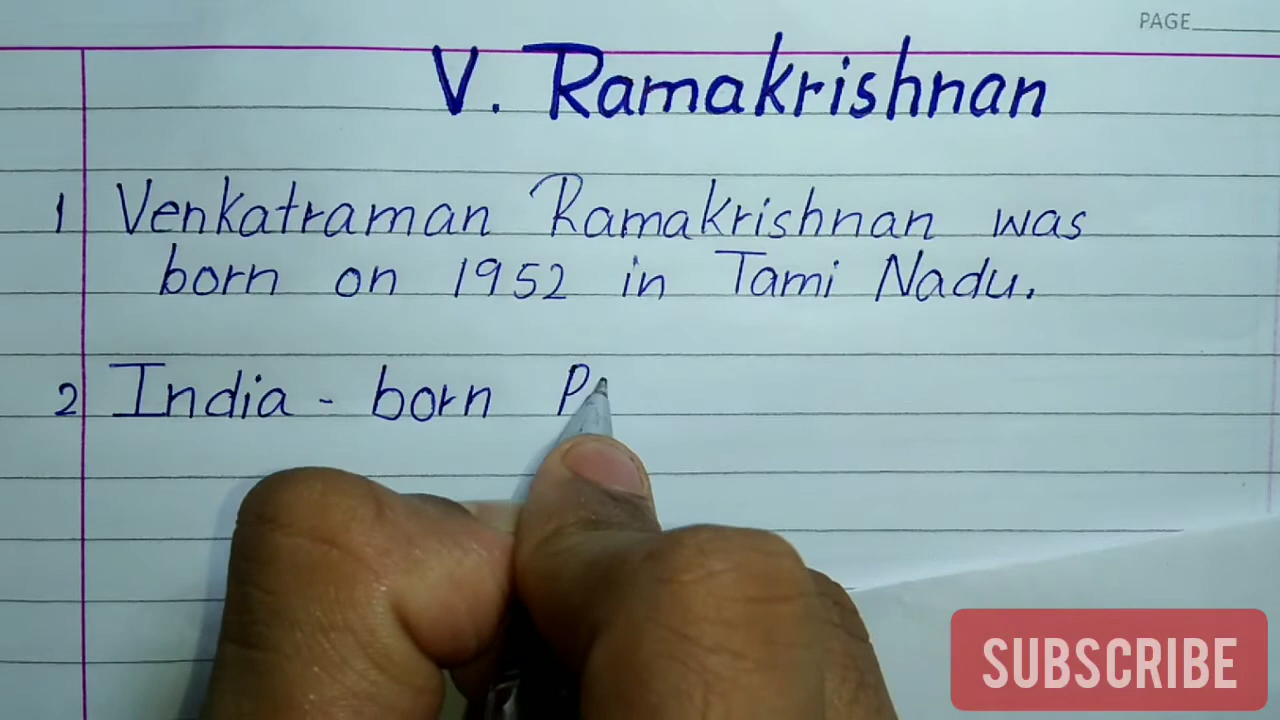 PAGE
V. Ramakrishnan
1 Venkatraman Ramakrishnan was
born on 1952 in Tami Nadu.
2 India - born P
SUBSCRIBE